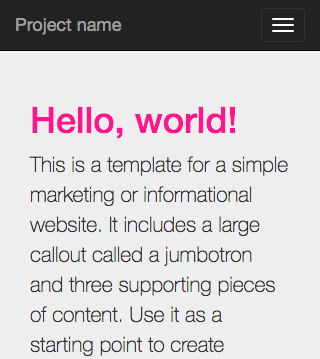 Project name
Hello, world!
This is a template for a simple
marketing or informational
website. It includes a large
callout called a jumbotron
and three supporting pieces
of content. Use it as a
starting point to create